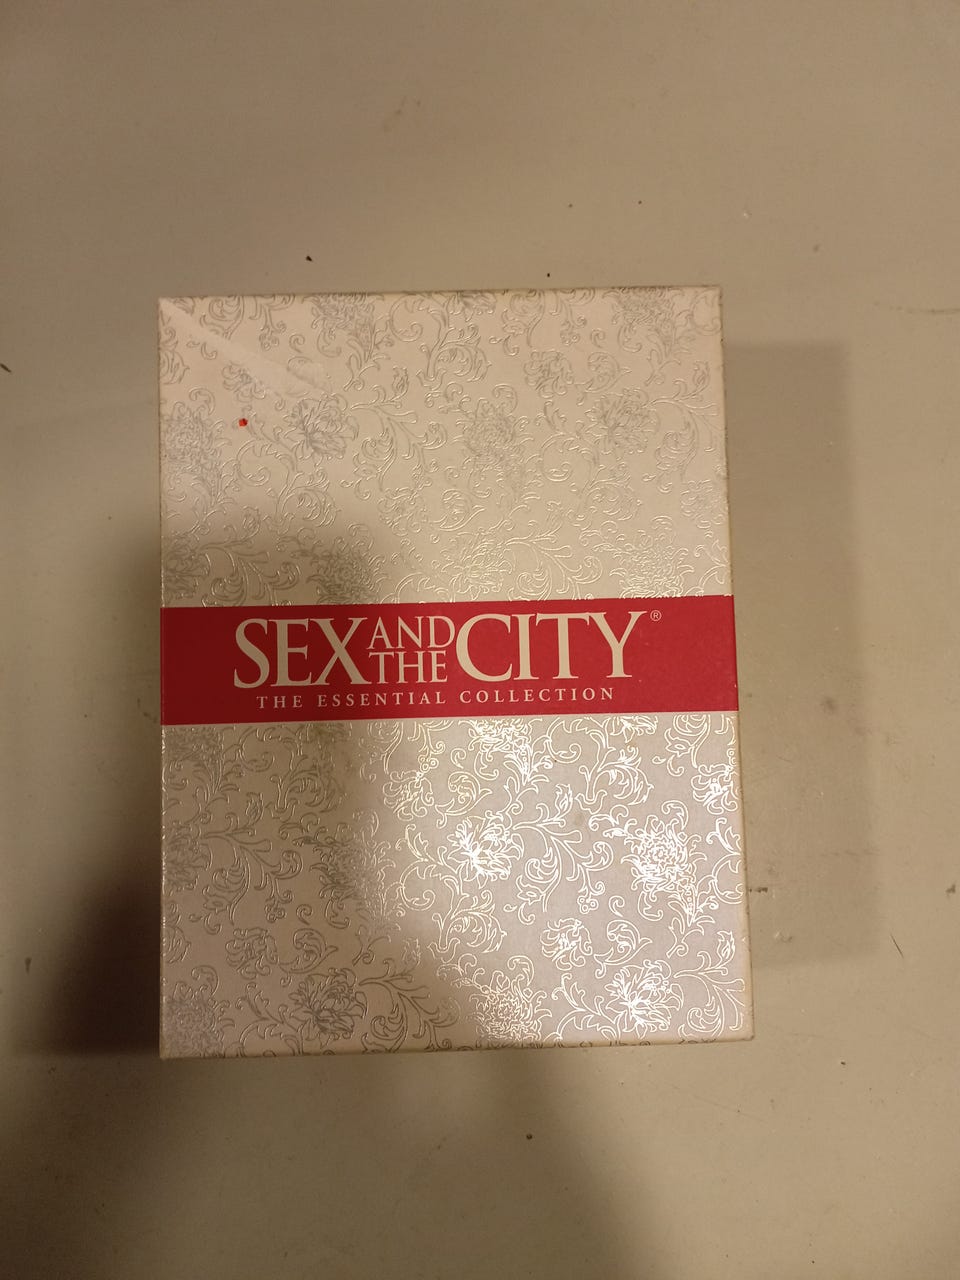 SEX AND THE CITY®
THE ESSENTIAL COLLECTION